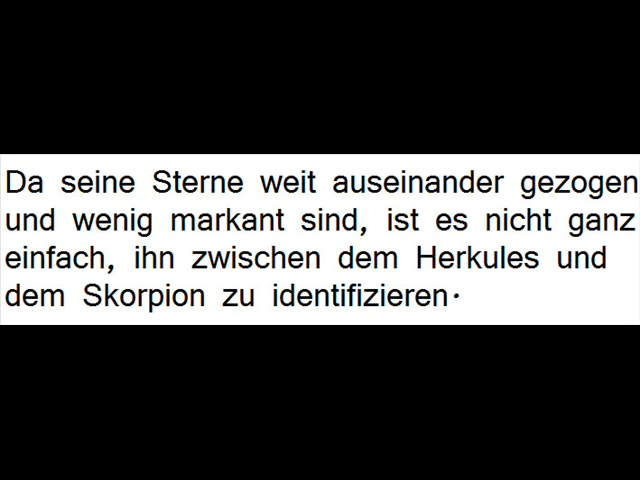 Da seine Sterne weit auseinander gezogen
und wenig markant sind, ist es nicht ganz
einfach, ihn zwischen dem Herkules und
dem Skorpion zu identifizieren·